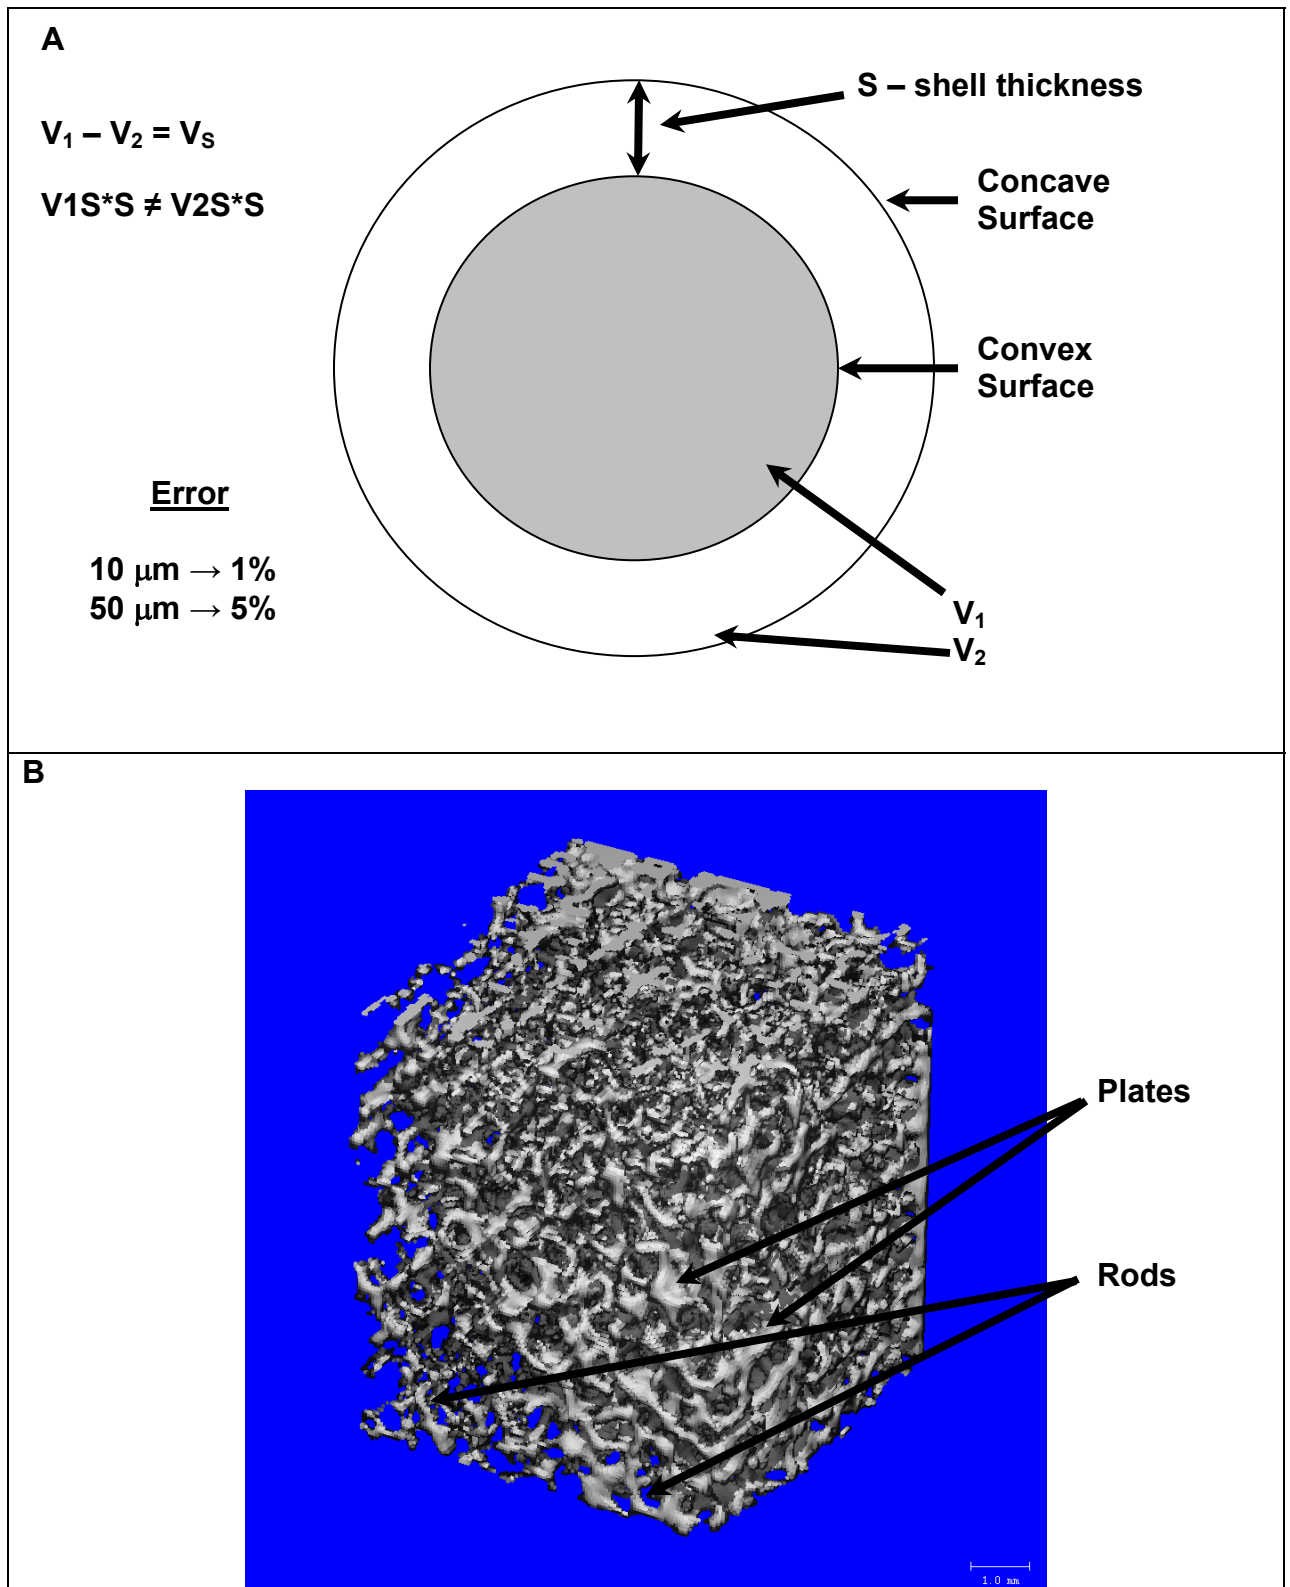 A
S – shell thickness
V₁ – V₂ = Vₛ
Concave
Surface
V1S*S ≠ V2S*S
Convex
Surface
Error
10 μm → 1%
50 μm → 5%
V₁
V₂
B
Plates
Rods
1.0 mm